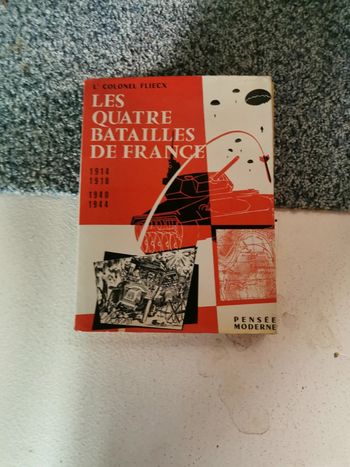 Lt COLONEL FLIECX
LES
QUATRE
BATAILLES
DE FRANCE
1914
1918
1940
1944
PENSÉE
MODERNE